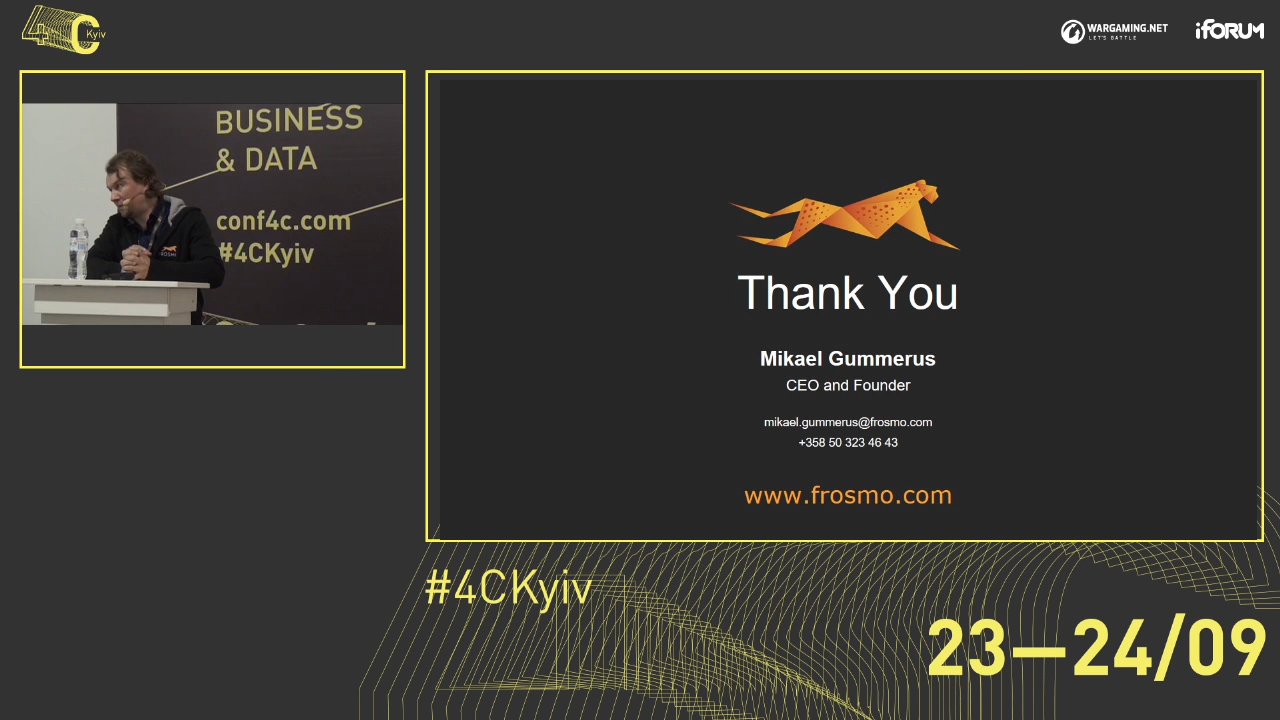 4C Kyiv
WARGAMING.NET
LET'S BATTLE
iFORUM
BUSINESS
& DATA
conf4c.com
#4CKyiv
FROSMO
Thank You
Mikael Gummerus
CEO and Founder
mikael.gummerus@frosmo.com
+358 50 323 46 43
www.frosmo.com
#4CKyiv
23—24/09